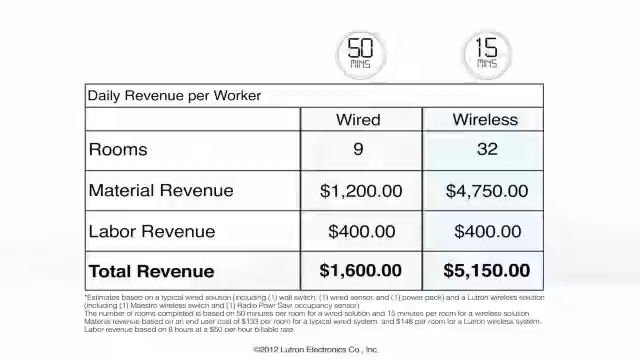 50 15
MINS MINS
Daily Revenue per Worker
Wired Wireless
Rooms 9 32
Material Revenue $1,200.00 $4,750.00
Labor Revenue $400.00 $400.00
Total Revenue $1,600.00 $5,150.00
*Estimates based on a typical wired solution (including (1) wall switch, (1) wired sensor and (1) power pack) and a Lutron wireless solution
(including (1) Maestro wireless switch and (1) Radio Powr Savr occupancy sensor)
The number of rooms completed is based on 50 minutes per room for a wired solution and 15 minutes per room for a wireless solution.
Material revenue based on an end user cost of $133 per room for a typical wired system, and $148 per room for a Lutron wireless system.
Labor revenue based on 8 hours at a $50 per hour billable rate.
©2012 Lutron Electronics Co., Inc.